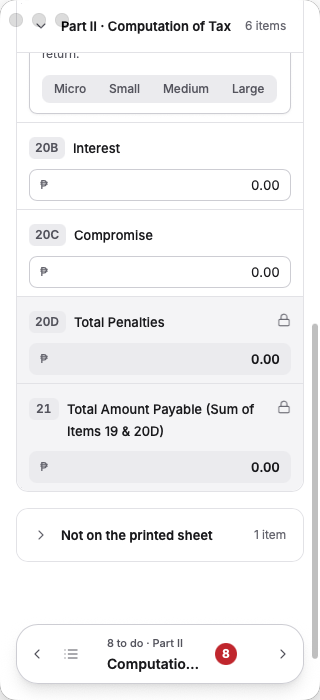 Part II · Computation of Tax 6 items
return.
Micro Small Medium Large
20B Interest
₱ 0.00
20C Compromise
₱ 0.00
20D Total Penalties
₱ 0.00
21 Total Amount Payable (Sum of
Items 19 & 20D)
₱ 0.00
Not on the printed sheet 1 item
8 to do · Part II
Computatio... 8